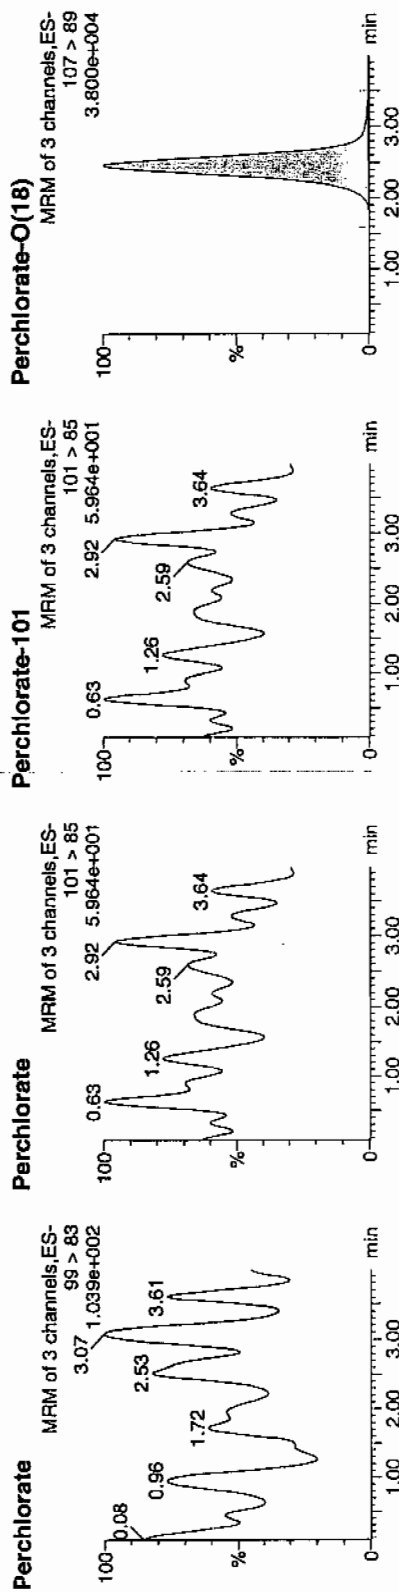 Perchlorate
MRM of 3 channels,ES-
99 > 83
1.039e+002
100
%
0
0.08
0.96
1.72
2.53
3.07
3.61
1.00
2.00
3.00
min
Perchlorate
MRM of 3 channels,ES-
101 > 85
5.964e+001
100
%
0
0.63
1.26
2.59
2.92
3.64
1.00
2.00
3.00
min
Perchlorate-101
MRM of 3 channels,ES-
101 > 85
5.964e+001
100
%
0
0.63
1.26
2.59
2.92
3.64
1.00
2.00
3.00
min
Perchlorate-O(18)
MRM of 3 channels,ES-
107 > 89
3.800e+004
100
%
0
1.00
2.00
3.00
min